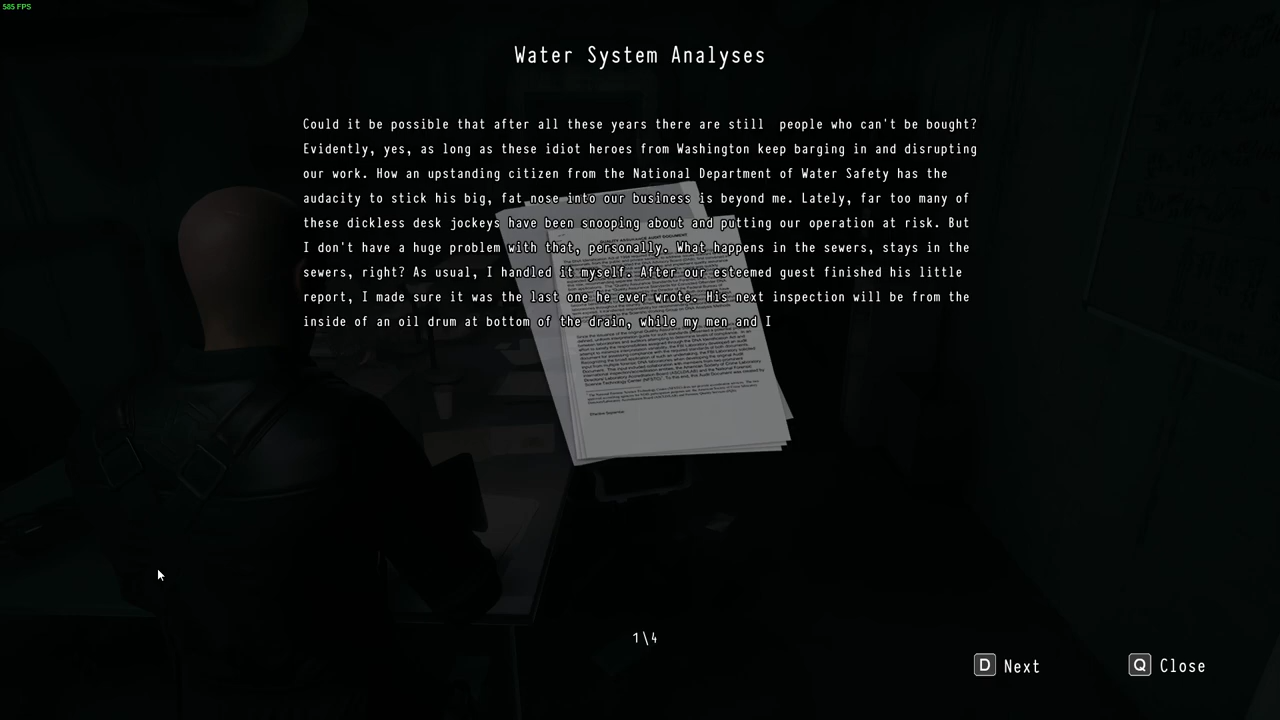 585 FPS
Water System Analyses
Could it be possible that after all these years there are still  people who can't be bought?
Evidently, yes, as long as these idiot heroes from Washington keep barging in and disrupting
our work. How an upstanding citizen from the National Department of Water Safety has the
audacity to stick his big, fat nose into our business is beyond me. Lately, far too many of
these dickless desk jockeys have been snooping about and putting our operation at risk. But
I don't have a huge problem with that, personally. What happens in the sewers, stays in the
sewers, right? As usual, I handled it myself. After our esteemed guest finished his little
report, I made sure it was the last one he ever wrote. His next inspection will be from the
inside of an oil drum at bottom of the drain, while my men and I
1\4
D Next
Q Close